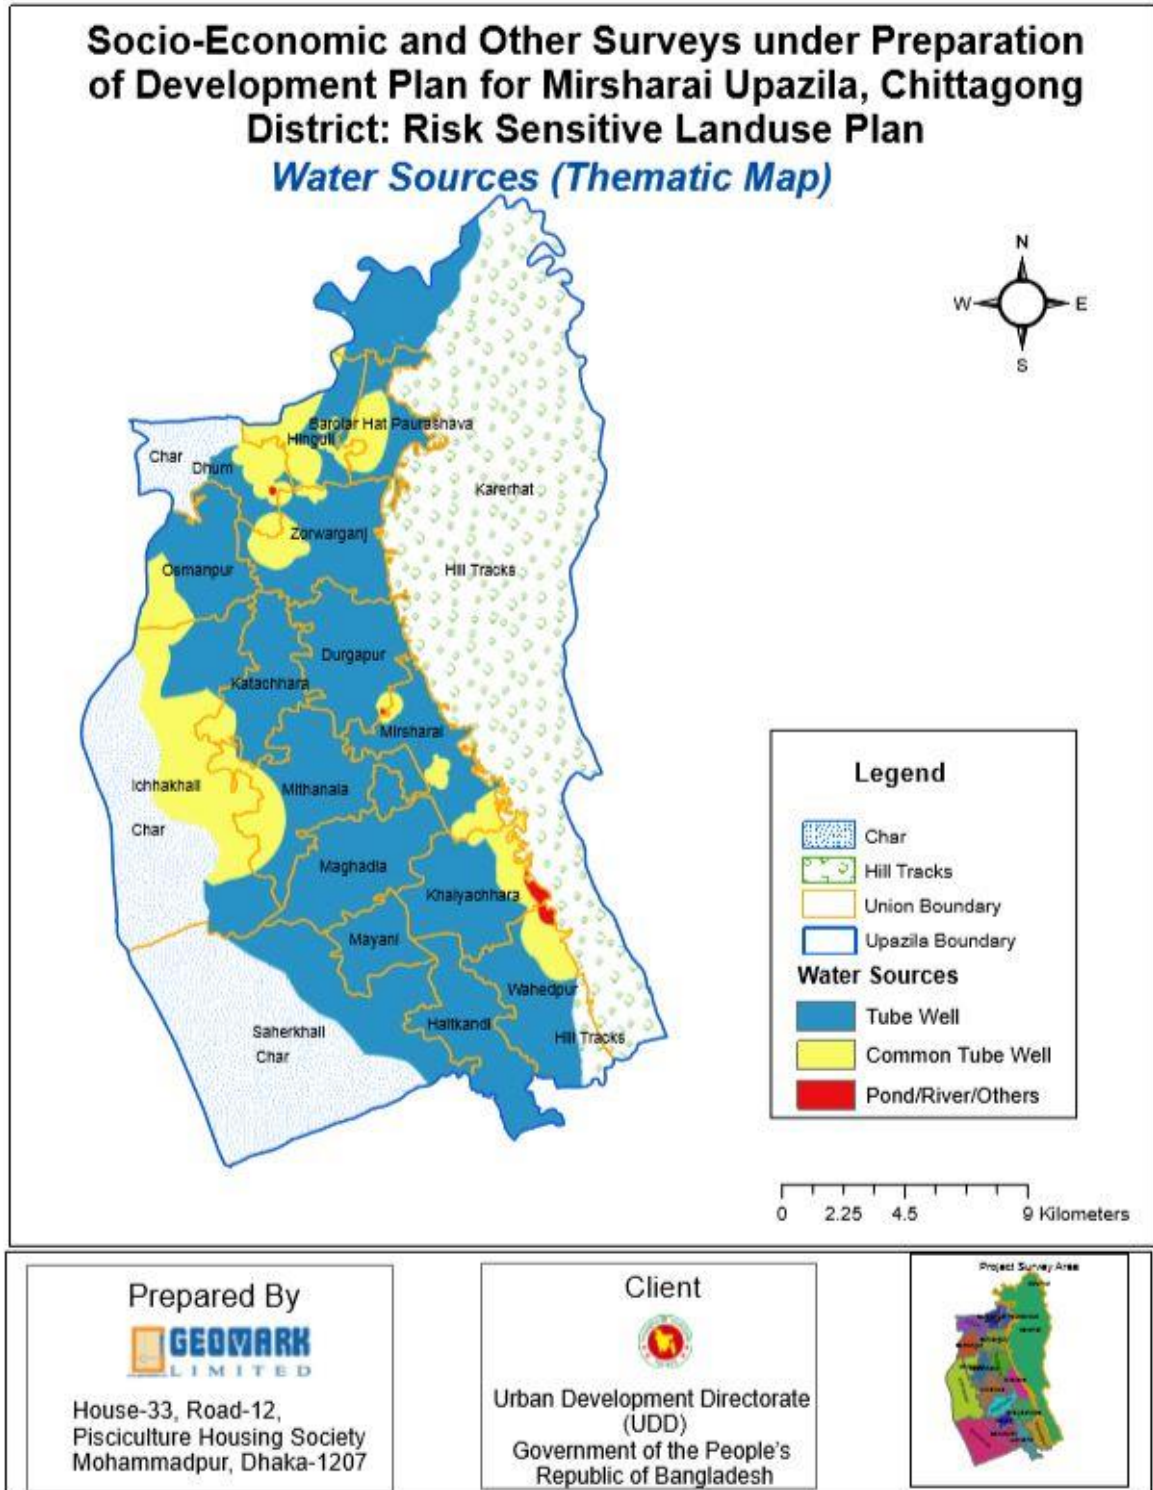 Socio-Economic and Other Surveys under Preparation
of Development Plan for Mirsharai Upazila, Chittagong
District: Risk Sensitive Landuse Plan
Water Sources (Thematic Map)
N
W E
S
Barolar Hat Paurashava
Hinguli
Char
Dhum
Karerhat
Zorwarganj
Osmanpur
Hill Tracks
Durgapur
Katachhara
Mirsharai
Ichhakhali
Mithanala
Char
Maghadia
Khaiyachhara
Mayani
Wahedpur
Haitkandi
Saherkhali
Hill Tracks
Char
Legend
Char
Hill Tracks
Union Boundary
Upazila Boundary
Water Sources
Tube Well
Common Tube Well
Pond/River/Others
0 2.25 4.5 9 Kilometers
Prepared By
GEOMARK
LIMITED
House-33, Road-12,
Pisciculture Housing Society
Mohammadpur, Dhaka-1207
Client
Urban Development Directorate
(UDD)
Government of the People's
Republic of Bangladesh
Project Survey Area